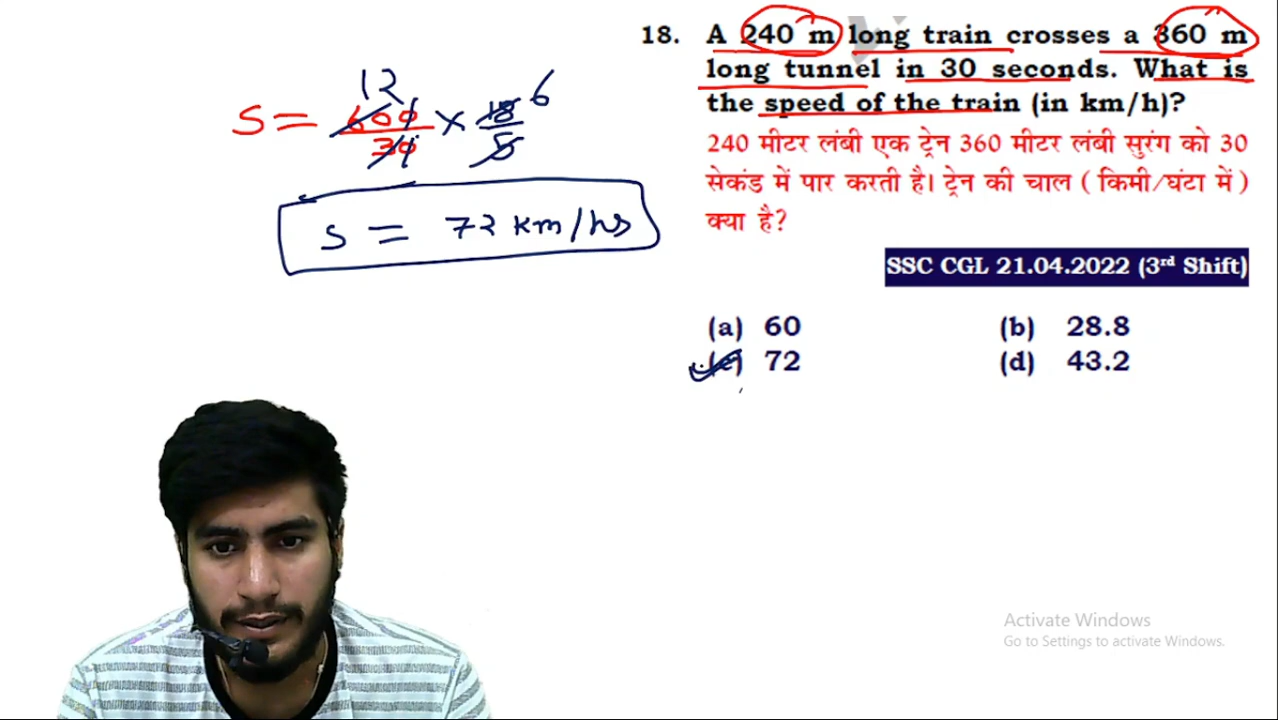 18. A 240 m long train crosses a 360 m
long tunnel in 30 seconds. What is
the speed of the train (in km/h)?
240 मीटर लंबी एक ट्रेन 360 मीटर लंबी सुरंग को 30
सेकंड में पार करती है। ट्रेन की चाल ( किमी/घंटा में )
क्या है?
SSC CGL 21.04.2022 (3rd Shift)
(a) 60 (b) 28.8
(c) 72 (d) 43.2
12
6
S = 600/30 × 18/5
S = 72 km/hs
Activate Windows
Go to Settings to activate Windows.